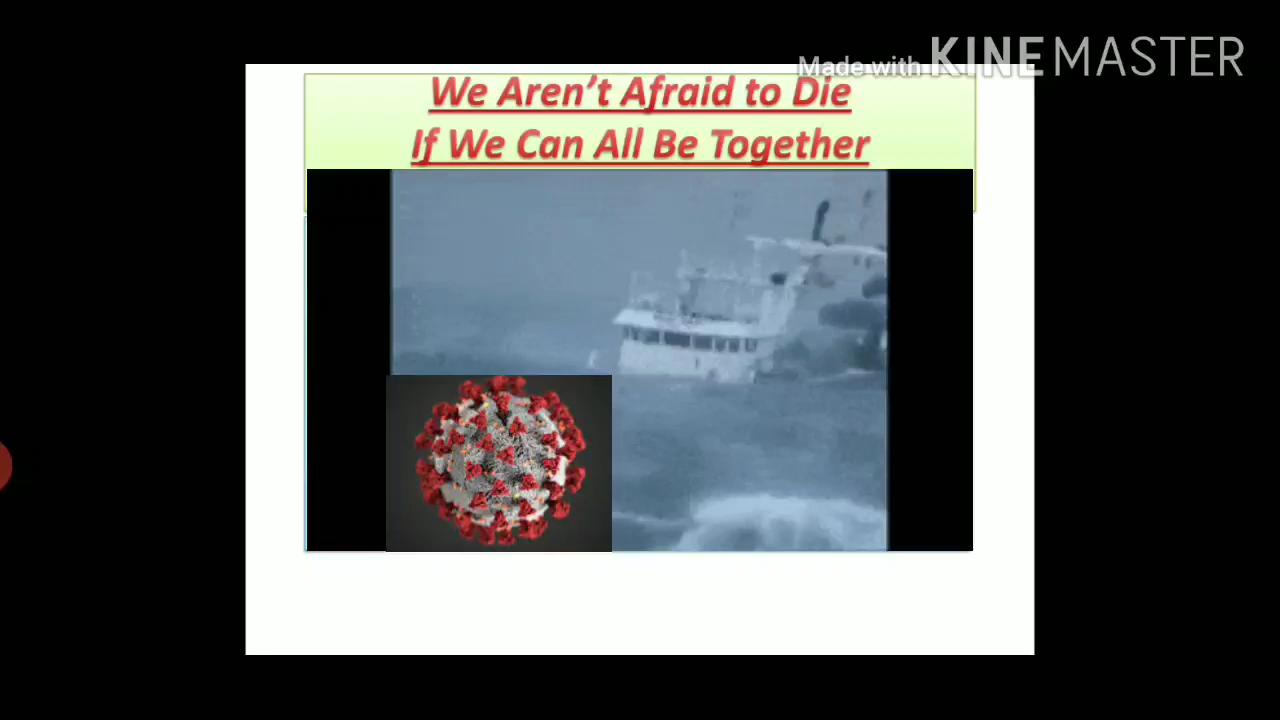 Made with KINEMASTER
We Aren’t Afraid to Die
If We Can All Be Together